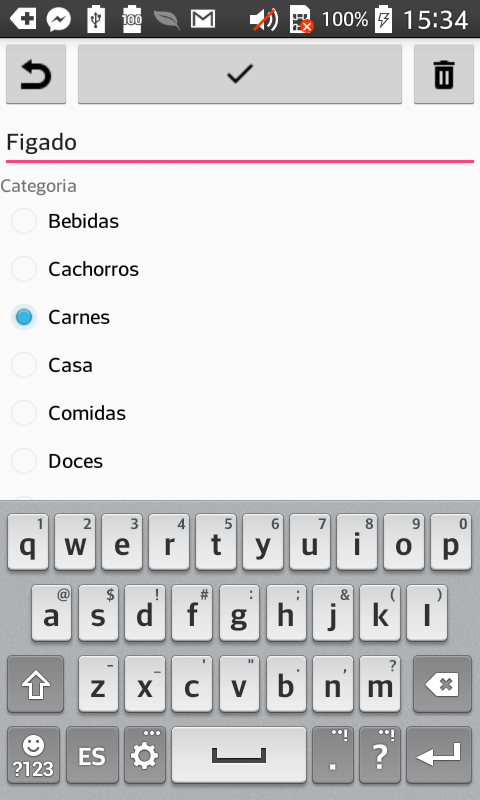 100
100% 15:34
Figado
Categoria
Bebidas
Cachorros
Carnes
Casa
Comidas
Doces
1 2 3 4 5 6 7 8 9 0
q w e r t y u i o p
@ $ ! # : ; & ( )
a s d f g h j k l
- _ ' " . , ?
z x c v b n m
?123 ES . ?